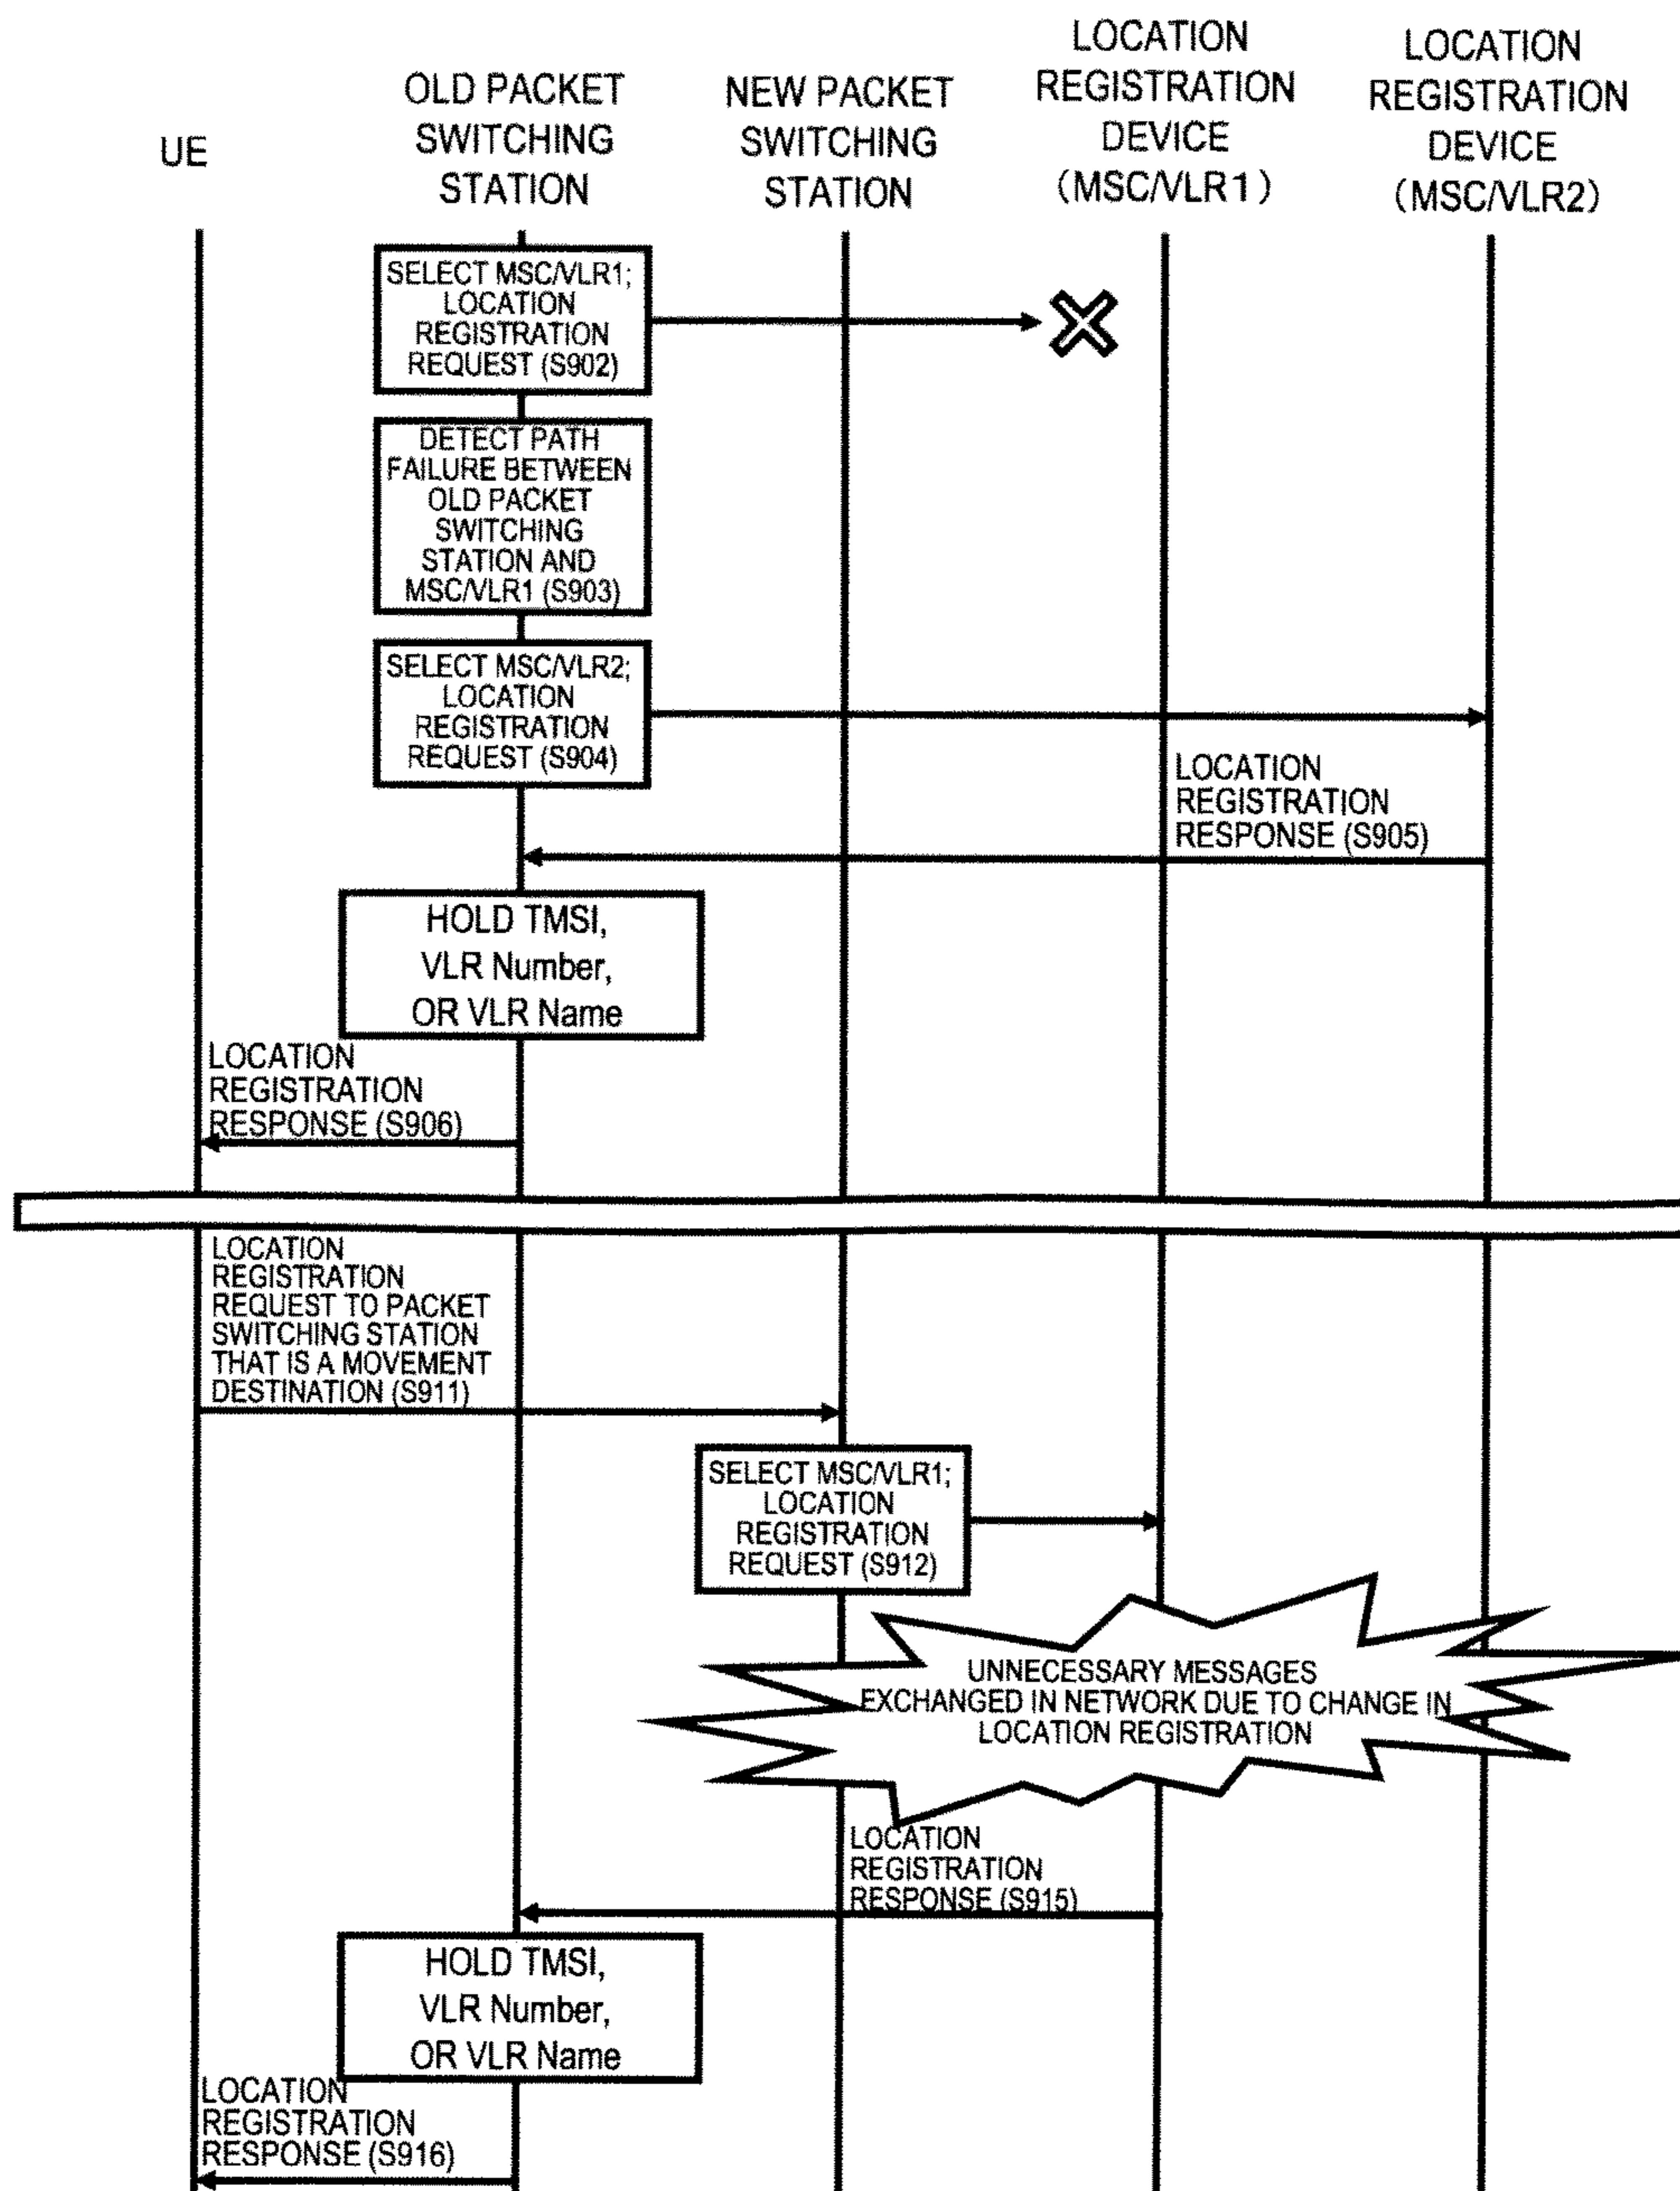 UE
OLD PACKET
SWITCHING
STATION
NEW PACKET
SWITCHING
STATION
LOCATION
REGISTRATION
DEVICE
(MSC/VLR1)
LOCATION
REGISTRATION
DEVICE
(MSC/VLR2)
SELECT MSC/VLR1;
LOCATION
REGISTRATION
REQUEST (S902)
DETECT PATH
FAILURE BETWEEN
OLD PACKET
SWITCHING
STATION AND
MSC/VLR1 (S903)
SELECT MSC/VLR2;
LOCATION
REGISTRATION
REQUEST (S904)
LOCATION
REGISTRATION
RESPONSE (S905)
HOLD TMSI,
VLR Number,
OR VLR Name
LOCATION
REGISTRATION
RESPONSE (S906)
LOCATION
REGISTRATION
REQUEST TO PACKET
SWITCHING STATION
THAT IS A MOVEMENT
DESTINATION (S911)
SELECT MSC/VLR1;
LOCATION
REGISTRATION
REQUEST (S912)
UNNECESSARY MESSAGES
EXCHANGED IN NETWORK DUE TO CHANGE IN
LOCATION REGISTRATION
LOCATION
REGISTRATION
RESPONSE (S915)
HOLD TMSI,
VLR Number,
OR VLR Name
LOCATION
REGISTRATION
RESPONSE (S916)